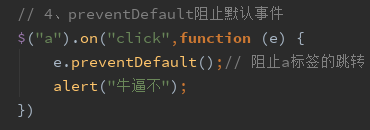 // 4、preventDefault阻止默认事件
$("a").on("click",function (e) {
    e.preventDefault();// 阻止a标签的跳转
    alert("牛逼不");
})